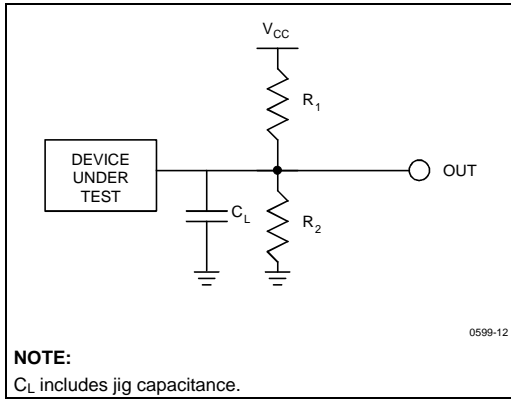 V_CC
R_1
DEVICE
UNDER
TEST
OUT
C_L
R_2
0599-12
NOTE:
C_L includes jig capacitance.